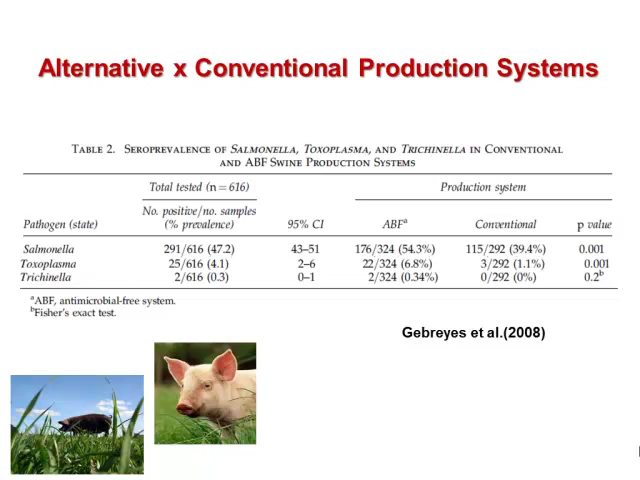 Alternative x Conventional Production Systems
Table 2. Seroprevalence of Salmonella, Toxoplasma, and Trichinella in Conventional
and ABF Swine Production Systems
Total tested (n = 616) Production system
No. positive/no. samples
Pathogen (state) (% prevalence) 95% CI ABFa Conventional p value
Salmonella 291/616 (47.2) 43–51 176/324 (54.3%) 115/292 (39.4%) 0.001
Toxoplasma 25/616 (4.1) 2–6 22/324 (6.8%) 3/292 (1.1%) 0.001
Trichinella 2/616 (0.3) 0–1 2/324 (0.34%) 0/292 (0%) 0.2b
aABF, antimicrobial-free system.
bFisher's exact test.
Gebreyes et al.(2008)